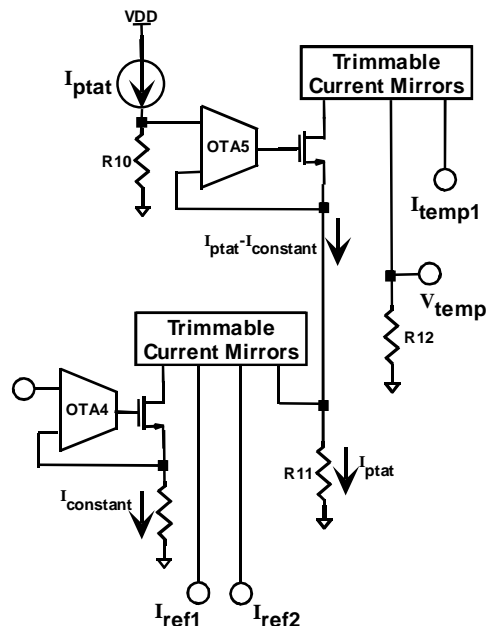 VDD
Iptat
R10
OTA5
Trimmable
Current Mirrors
Itemp1
Iptat-Iconstant
Vtemp
R12
Trimmable
Current Mirrors
OTA4
Iconstant
R11
Iptat
Iref1
Iref2